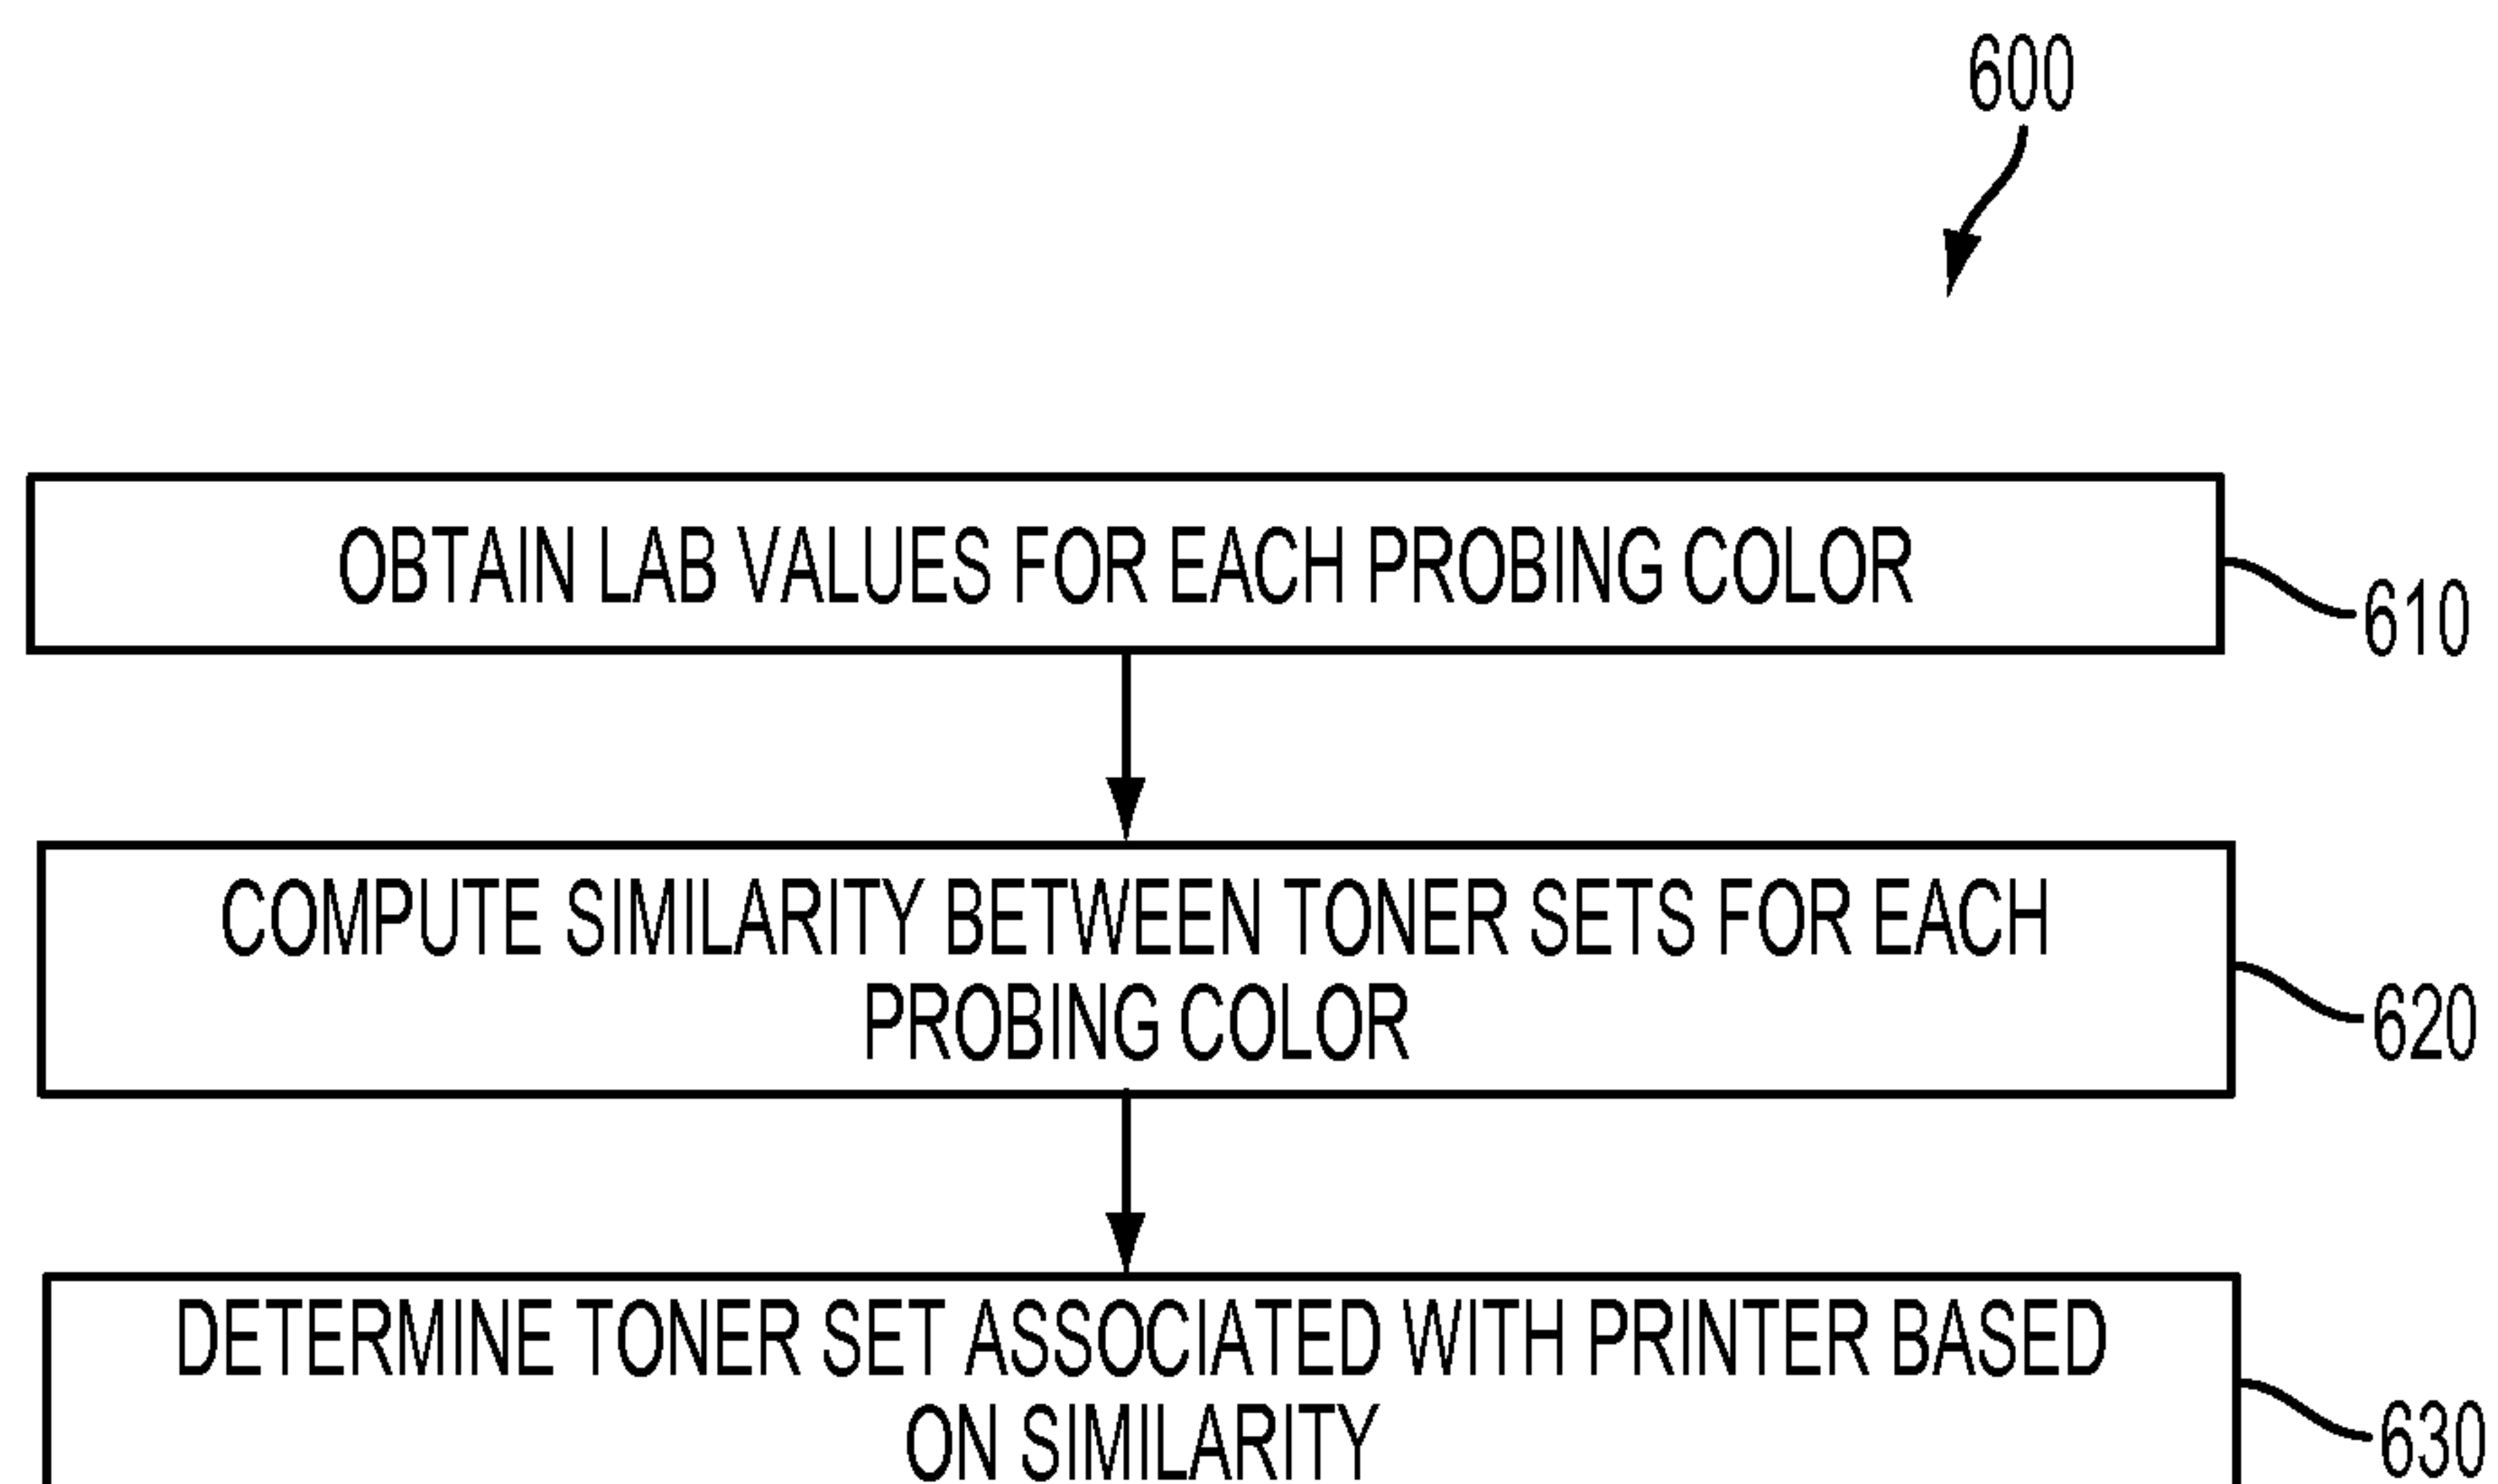 600
OBTAIN LAB VALUES FOR EACH PROBING COLOR
610
COMPUTE SIMILARITY BETWEEN TONER SETS FOR EACH
PROBING COLOR
620
DETERMINE TONER SET ASSOCIATED WITH PRINTER BASED
ON SIMILARITY
630